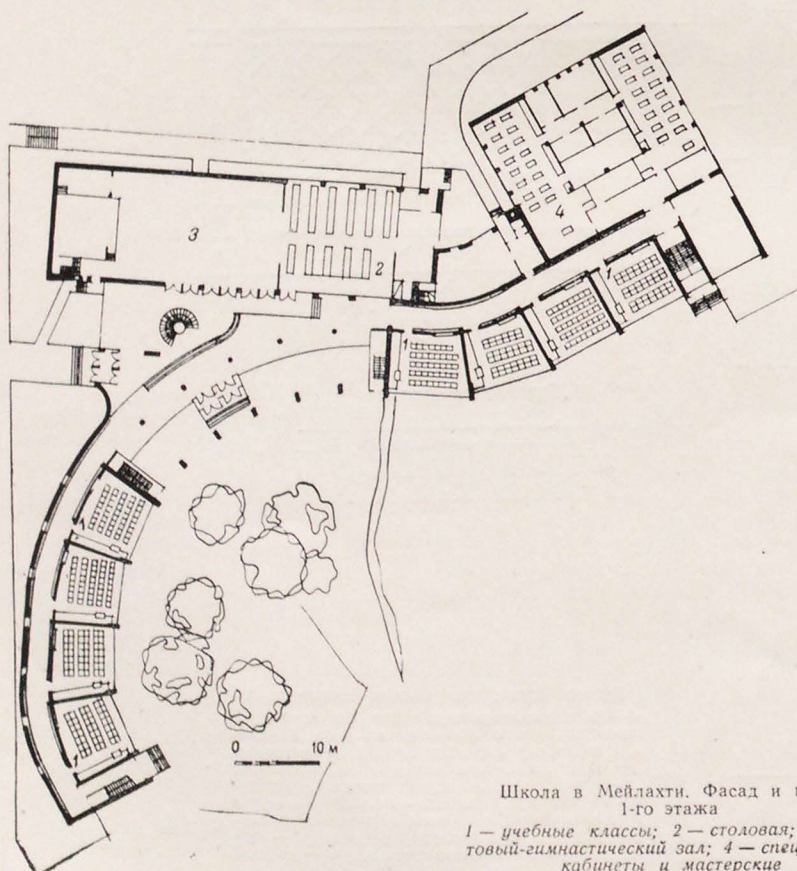 3
2
4
1
1
1
1
0 10 м
Школа в Мейлахти. Фасад и
1-го этажа
1 — учебные классы; 2 — столовая;
товый-гимнастический зал; 4 —
кабинеты и мастерские